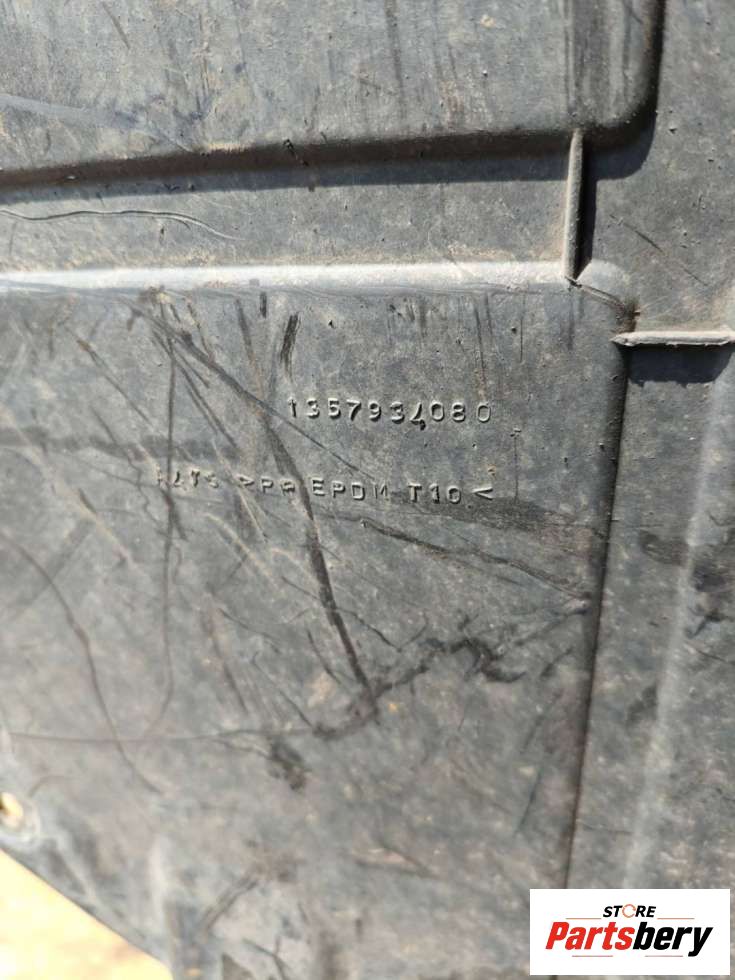 1357934080
>PP EPDM T10<
STORE
Partsbery